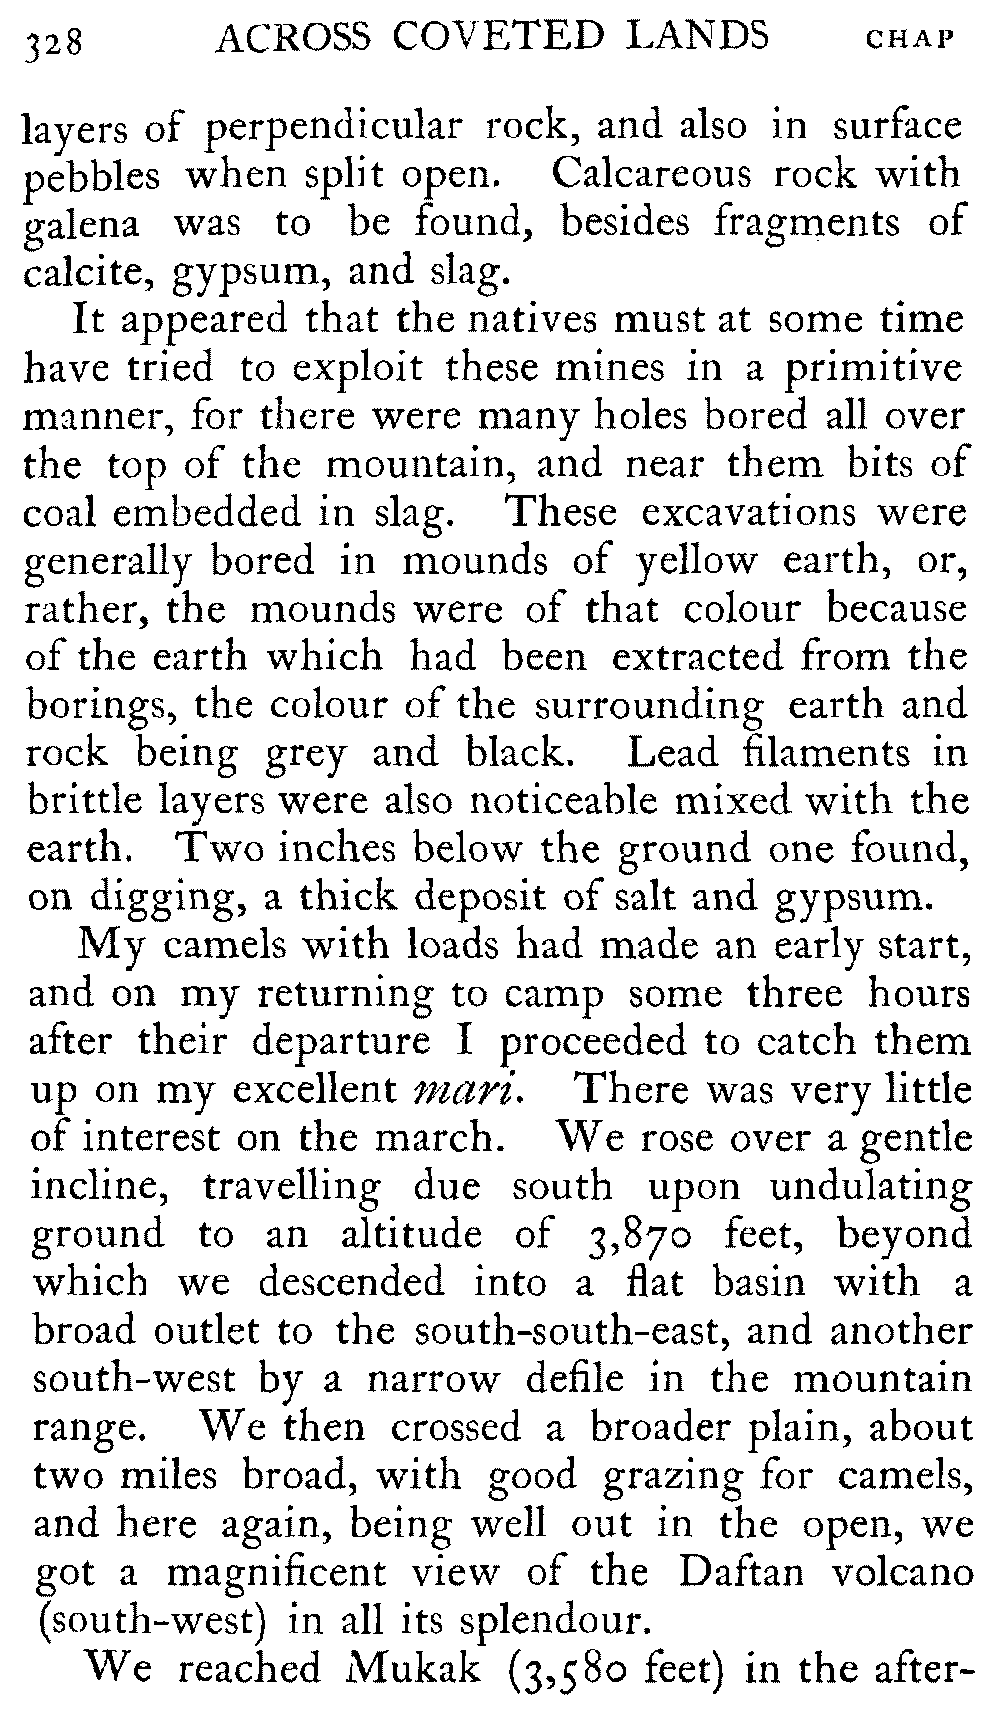 328 ACROSS COVETED LANDS CHAP
layers of perpendicular rock, and also in surface
pebbles when split open. Calcareous rock with
galena was to be found, besides fragments of
calcite, gypsum, and slag.
It appeared that the natives must at some time
have tried to exploit these mines in a primitive
manner, for there were many holes bored all over
the top of the mountain, and near them bits of
coal embedded in slag. These excavations were
generally bored in mounds of yellow earth, or,
rather, the mounds were of that colour because
of the earth which had been extracted from the
borings, the colour of the surrounding earth and
rock being grey and black. Lead filaments in
brittle layers were also noticeable mixed with the
earth. Two inches below the ground one found,
on digging, a thick deposit of salt and gypsum.
My camels with loads had made an early start,
and on my returning to camp some three hours
after their departure I proceeded to catch them
up on my excellent mari. There was very little
of interest on the march. We rose over a gentle
incline, travelling due south upon undulating
ground to an altitude of 3,870 feet, beyond
which we descended into a flat basin with a
broad outlet to the south-south-east, and another
south-west by a narrow defile in the mountain
range. We then crossed a broader plain, about
two miles broad, with good grazing for camels,
and here again, being well out in the open, we
got a magnificent view of the Daftan volcano
(south-west) in all its splendour.
We reached Mukak (3,580 feet) in the after-